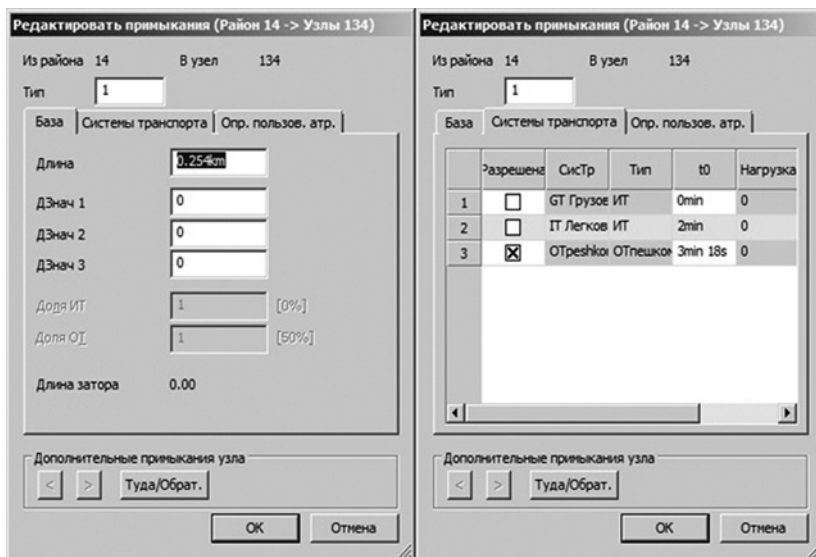 Редактировать примыкания (Район 14 -> Узлы 134)
Из района 14 В узел 134
Тип 1
База Системы транспорта Опр. пользов. атр.
Длина 0.254km
ДЗнач 1 0
ДЗнач 2 0
ДЗнач 3 0
Доля ИТ 1 [0%]
Доля ОТ 1 [50%]
Длина затора 0.00
Дополнительные примыкания узла
< > Туда/Обрат.
OK Отмена
Редактировать примыкания (Район 14 -> Узлы 134)
Из района 14 В узел 134
Тип 1
База Системы транспорта Опр. пользов. атр.
Разрешена СисТр Тип t0 Нагрузка
1 GT Грузов ИТ 0min 0
2 IT Легков ИТ 2min 0
3 OTpeshkor ОТпешком 3min 18s 0
Дополнительные примыкания узла
< > Туда/Обрат.
OK Отмена